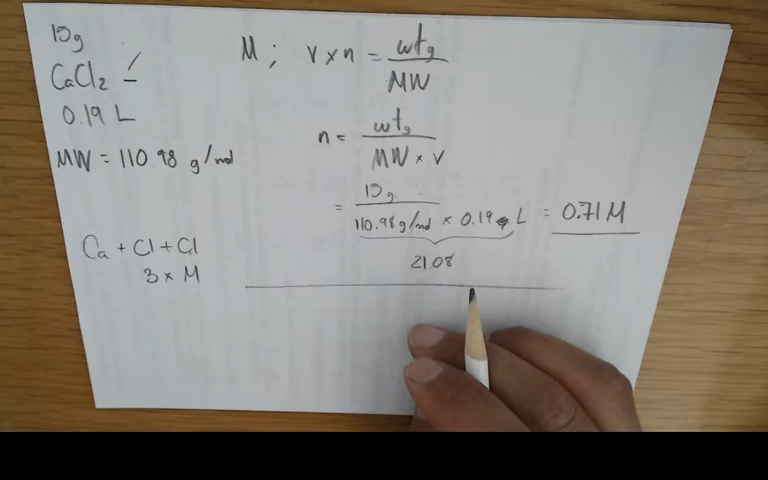 15g
CaCl2
0.19 L
MW = 110.98 g/mol
Ca + Cl + Cl
3 x M
M ; V x n = wtg / MW
n = wtg / MW x V
= 15g / 110.98 g/mol x 0.19 L = 0.71 M
21.08